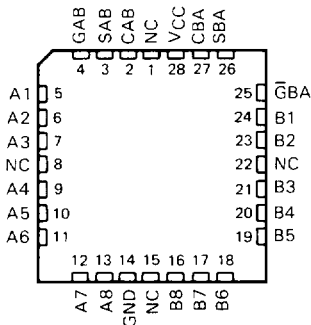 GAB SAB CAB NC VCC CBA SBA
4 3 2 1 28 27 26
A1 5 25 G̅BA
A2 6 24 B1
A3 7 23 B2
NC 8 22 NC
A4 9 21 B3
A5 10 20 B4
A6 11 19 B5
12 13 14 15 16 17 18
A7 A8 GND NC B8 B7 B6